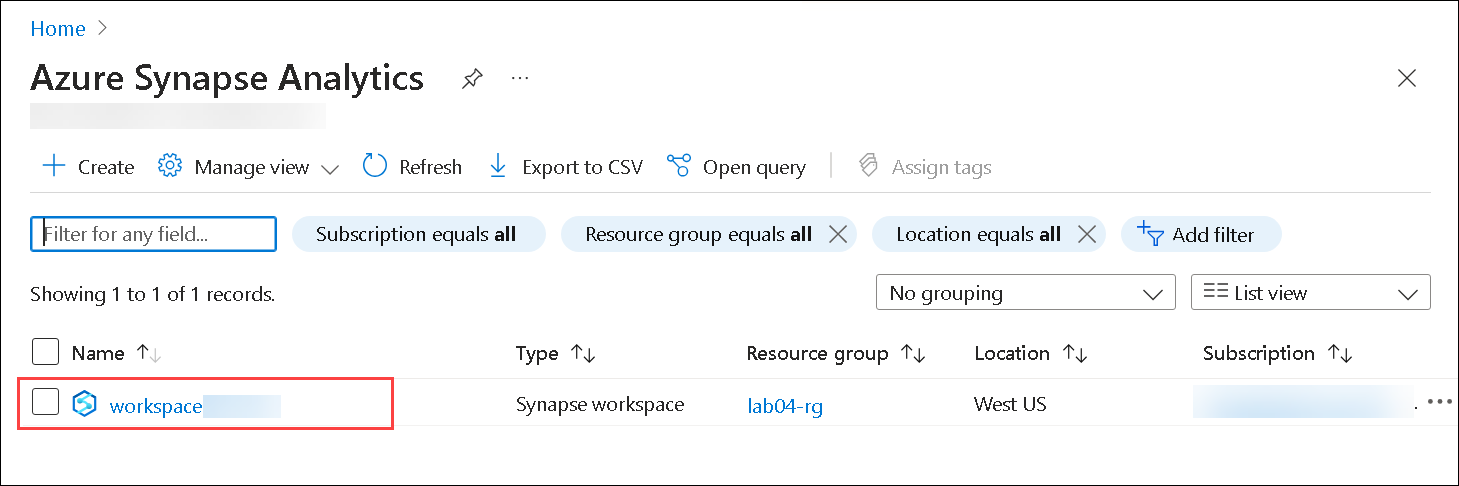 Home >
Azure Synapse Analytics ...
Create Manage view Refresh Export to CSV Open query Assign tags
Filter for any field... Subscription equals all Resource group equals all Location equals all Add filter
Showing 1 to 1 of 1 records. No grouping List view
Name Type Resource group Location Subscription
workspace Synapse workspace lab04-rg West US . ...